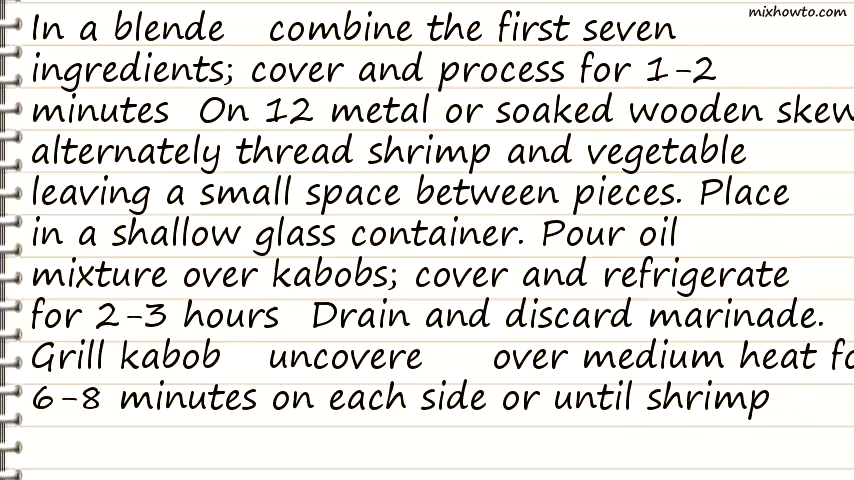 mixhowto.com
In a blende combine the first seven
ingredients; cover and process for 1-2
minutes On 12 metal or soaked wooden skew
alternately thread shrimp and vegetable
leaving a small space between pieces. Place
in a shallow glass container. Pour oil
mixture over kabobs; cover and refrigerate
for 2-3 hours Drain and discard marinade.
Grill kabob uncovere over medium heat fo
6-8 minutes on each side or until shrimp